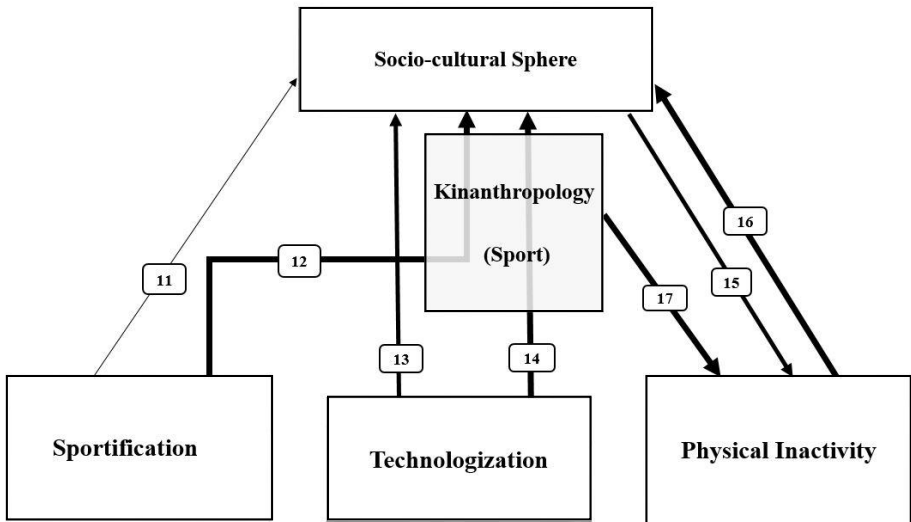 Socio-cultural Sphere
Kinanthropology
(Sport)
16
11
12
15
17
13
14
Sportification
Technologization
Physical Inactivity